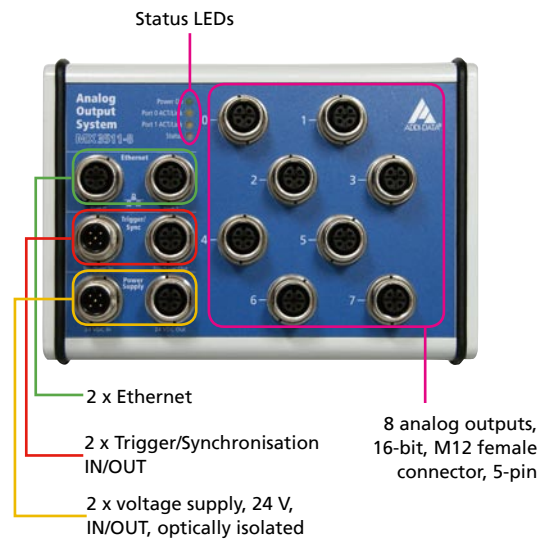 Status LEDs
Analog
Output
System
MX3511-8
Power
Port 0 ACT/
Port 1 ACT/
Status
ADDI-DATA
0
1
Ethernet
2
3
Trigger/
Sync
4
5
Power
Supply
6
7
2 x Ethernet
2 x Trigger/Synchronisation
IN/OUT
2 x voltage supply, 24 V,
IN/OUT, optically isolated
8 analog outputs,
16-bit, M12 female
connector, 5-pin